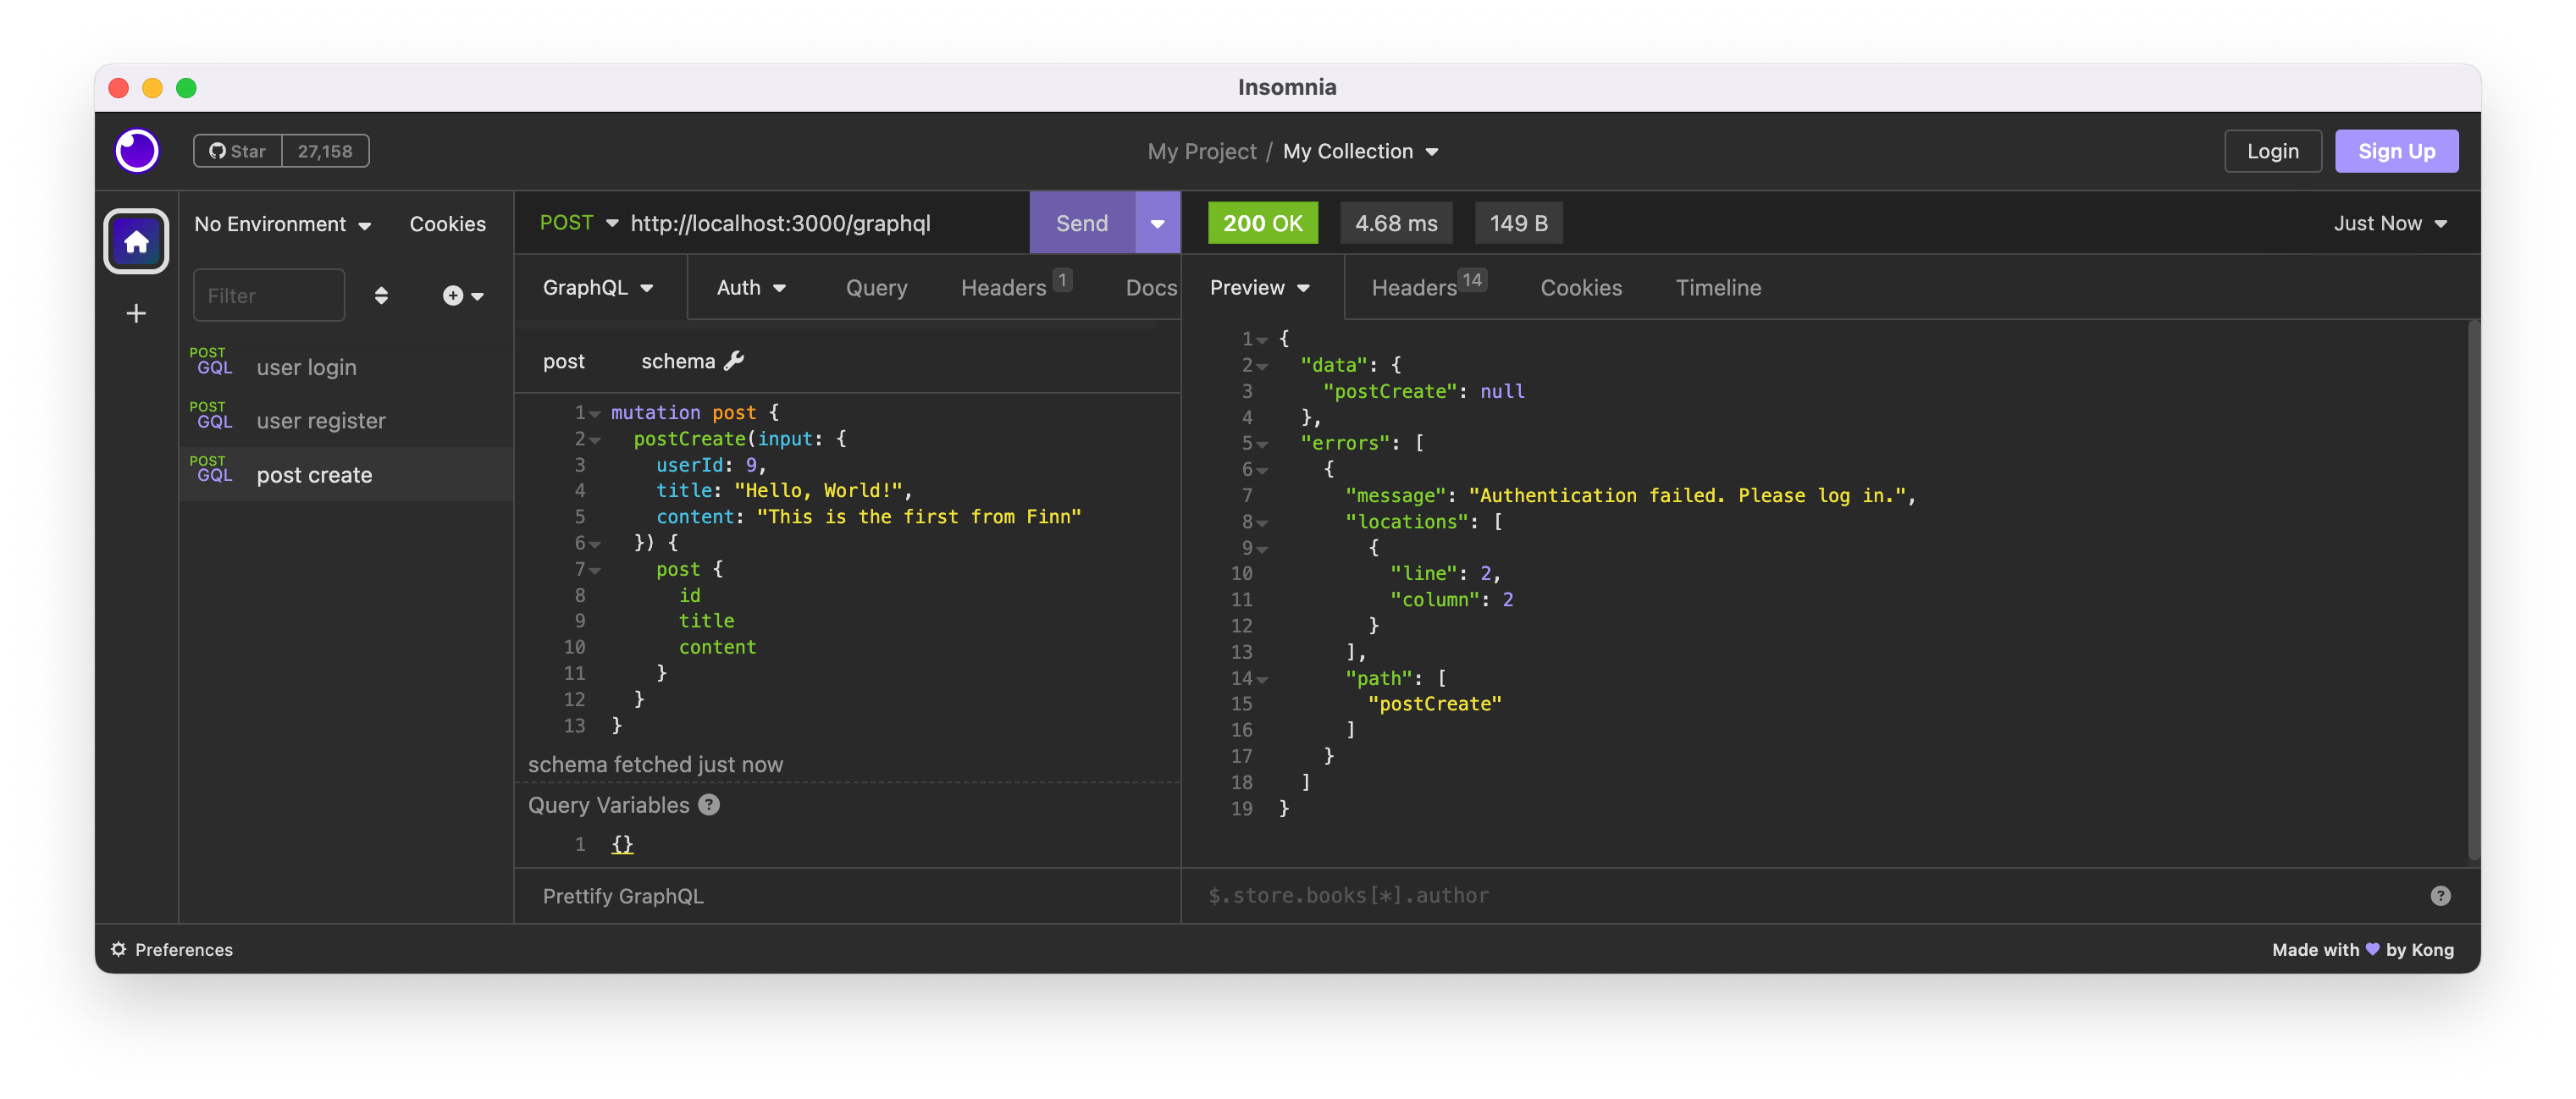 Insomnia
Star 27,158
My Project / My Collection
Login
Sign Up
No Environment
Cookies
Filter
POST GQL user login
POST GQL user register
POST GQL post create
POST http://localhost:3000/graphql
Send
GraphQL
Auth
Query
Headers 1
Docs
post
schema
1 mutation post {
2 postCreate(input: {
3 userId: 9,
4 title: "Hello, World!",
5 content: "This is the first from Finn"
6 }) {
7 post {
8 id
9 title
10 content
11 }
12 }
13 }
schema fetched just now
Query Variables ?
1 {}
Prettify GraphQL
200 OK
4.68 ms
149 B
Just Now
Preview
Headers 14
Cookies
Timeline
1 {
2 "data": {
3 "postCreate": null
4 },
5 "errors": [
6 {
7 "message": "Authentication failed. Please log in.",
8 "locations": [
9 {
10 "line": 2,
11 "column": 2
12 }
13 ],
14 "path": [
15 "postCreate"
16 ]
17 }
18 ]
19 }
$.store.books[*].author
?
Preferences
Made with ♥ by Kong